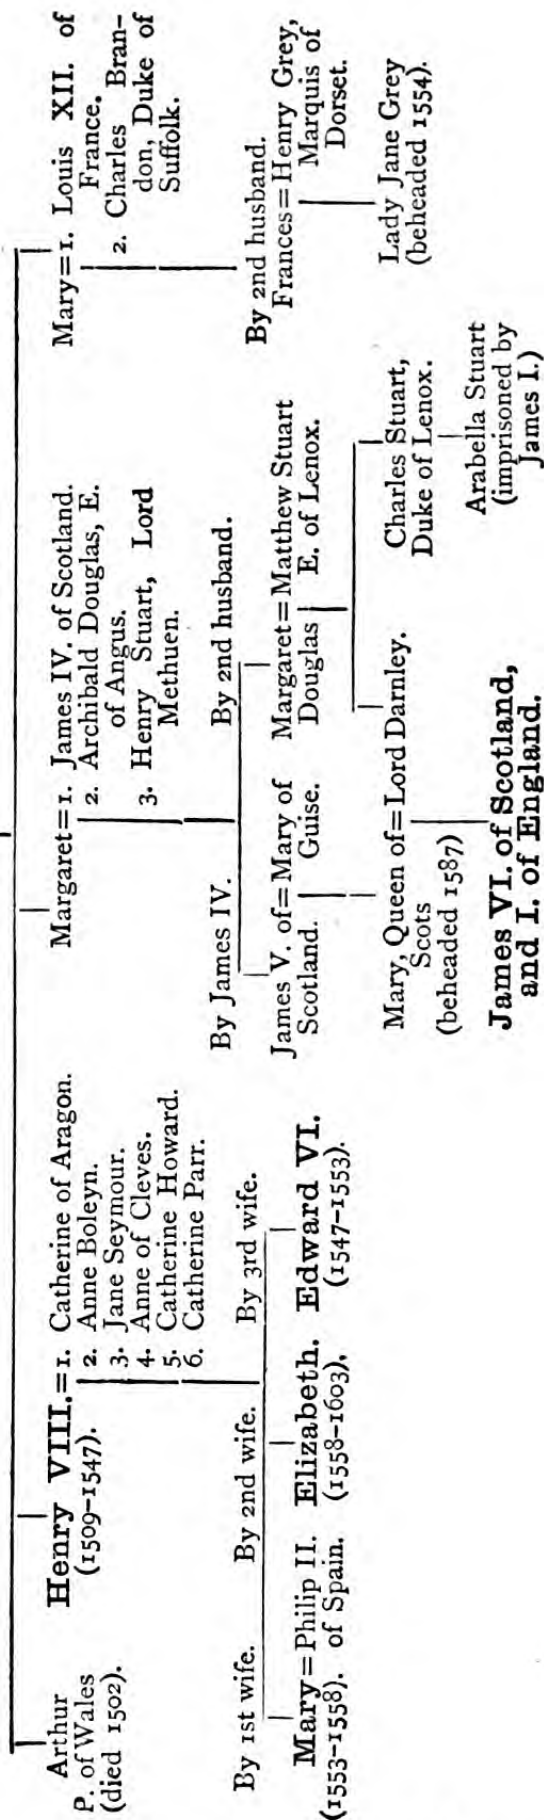 Arthur
P. of Wales
(died 1502).
Henry VIII.=1. Catherine of Aragon.
(1509–1547). 2. Anne Boleyn.
3. Jane Seymour.
4. Anne of Cleves.
5. Catherine Howard.
6. Catherine Parr.
By 1st wife. By 2nd wife. By 3rd wife.
Mary=Philip II. Elizabeth. Edward VI.
(1553–1558). of Spain. (1558–1603). (1547–1553).
Margaret=1. James IV. of Scotland.
2. Archibald Douglas, E.
of Angus.
3. Henry Stuart, Lord
Methuen.
By James IV. By 2nd husband.
James V. of=Mary of
Scotland. Guise.
Margaret=Matthew Stuart
Douglas E. of Lenox.
Mary, Queen of=Lord Darnley.
Scots
(beheaded 1587)
Charles Stuart,
Duke of Lenox.
James VI. of Scotland,
and I. of England.
Arabella Stuart
(imprisoned by
James I.)
Mary=1. Louis XII. of
France.
2. Charles Bran-
don, Duke of
Suffolk.
By 2nd husband.
Frances=Henry Grey,
Marquis of
Dorset.
Lady Jane Grey
(beheaded 1554).